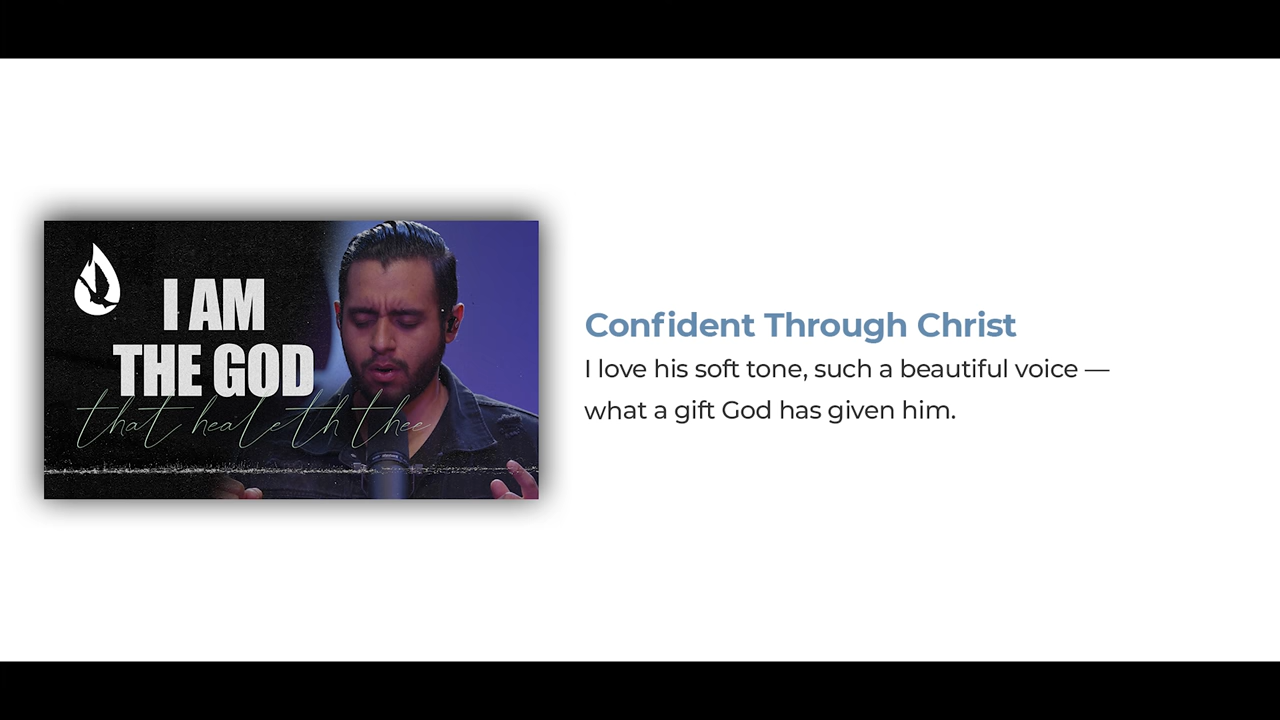 I AM
THE GOD
that healeth thee
Confident Through Christ
I love his soft tone, such a beautiful voice —
what a gift God has given him.